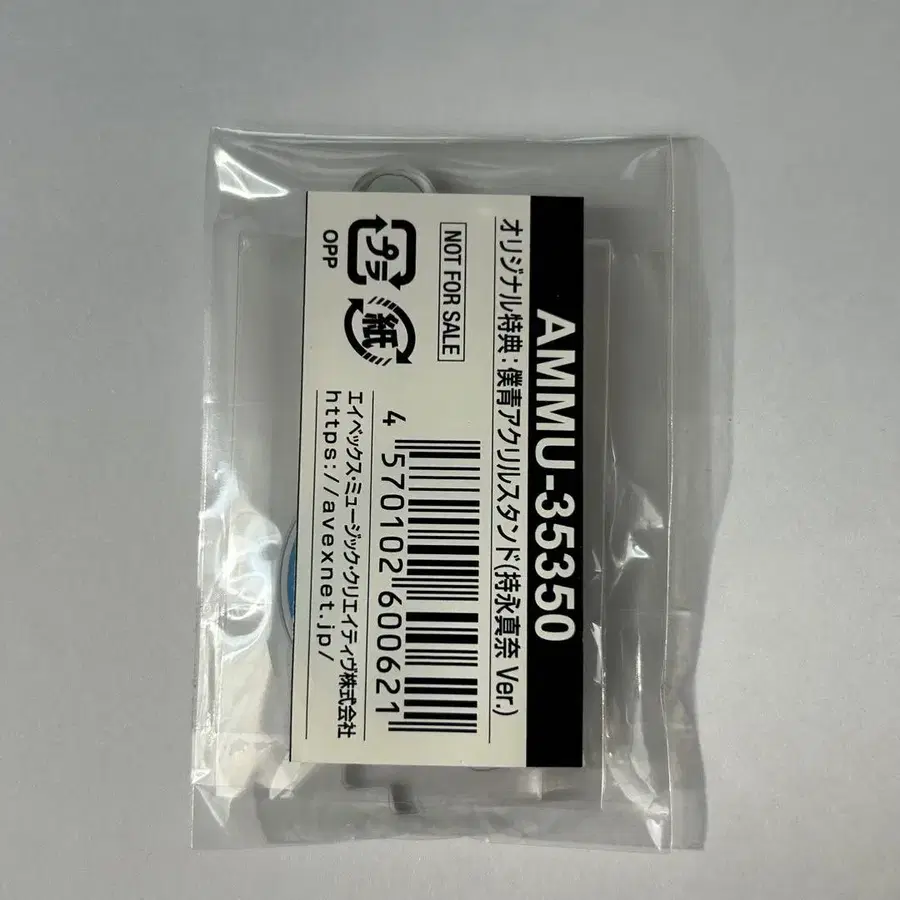 AMMU-35350
オリジナル特典：僕青アクリルスタンド(持永真奈 Ver.)
NOT FOR SALE
プラ
紙
OPP
4 570102 600621
エイベックス・ミュージック・クリエイティヴ株式会社
https://avexnet.jp/